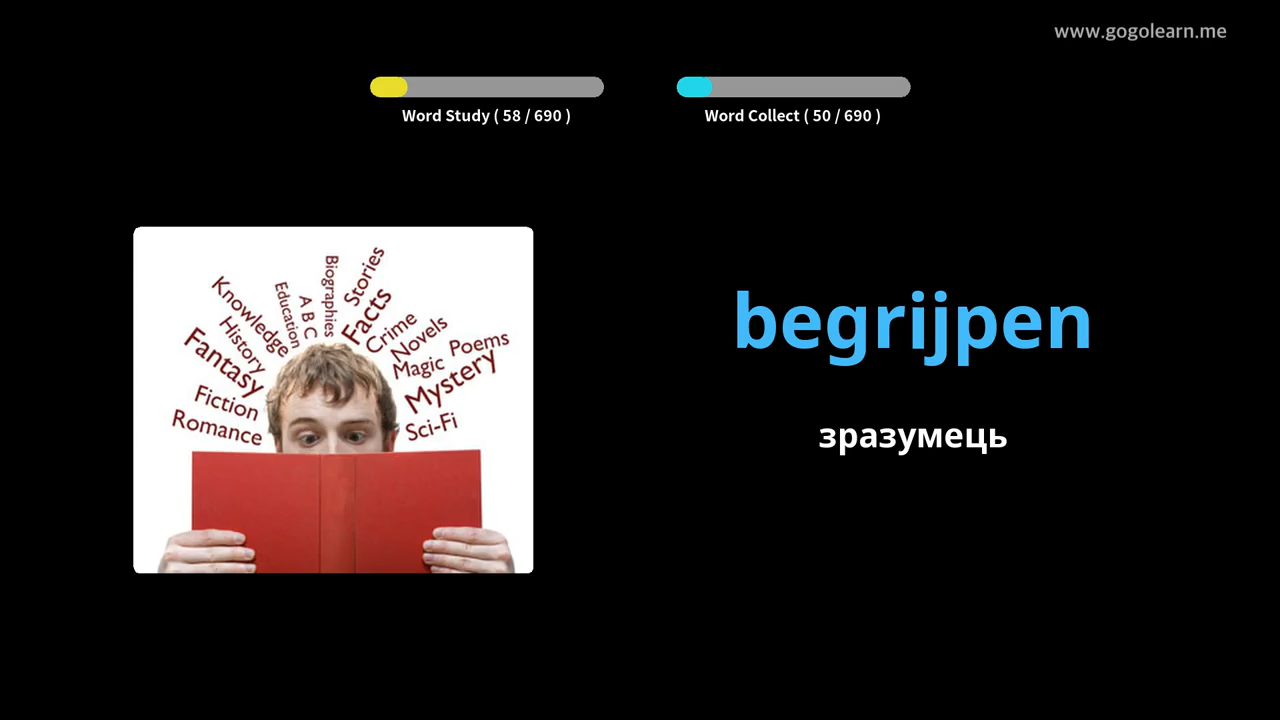 www.gogolearn.me
Word Study ( 58 / 690 )
Word Collect ( 50 / 690 )
Biographies
Stories
Knowledge
Education
A B C
Facts
History
Crime
Novels
Fantasy
Magic
Poems
Fiction
Mystery
Romance
Sci-Fi
begrijpen
зразумець